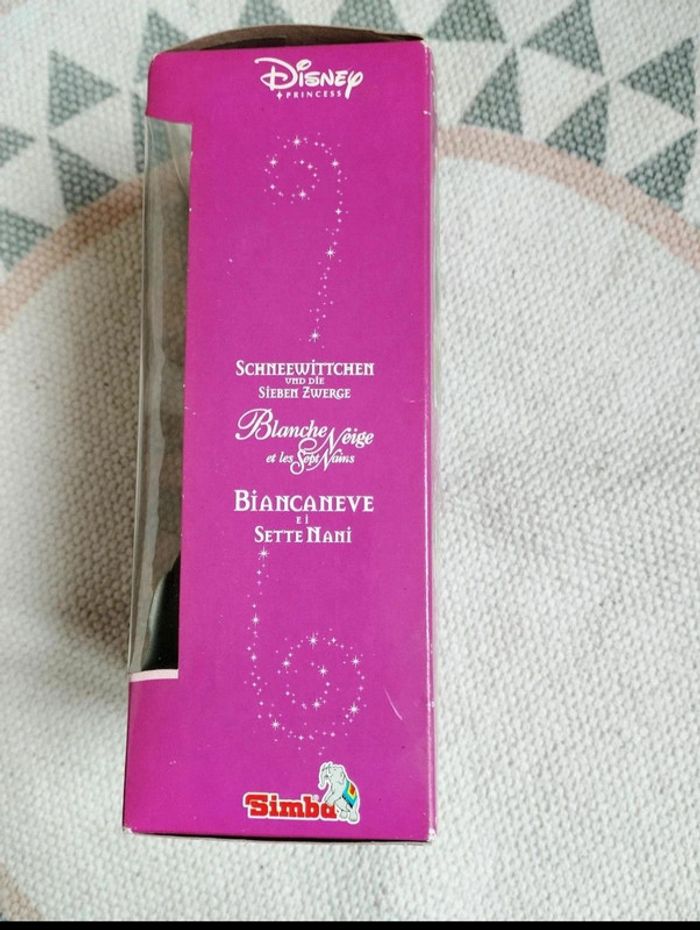 Disney
PRINCESS
SCHNEEWITTCHEN
UND DIE
SIEBEN ZWERGE
Blanche Neige
et les Sept Nains
BIANCANEVE
E I
SETTE NANI
Simba